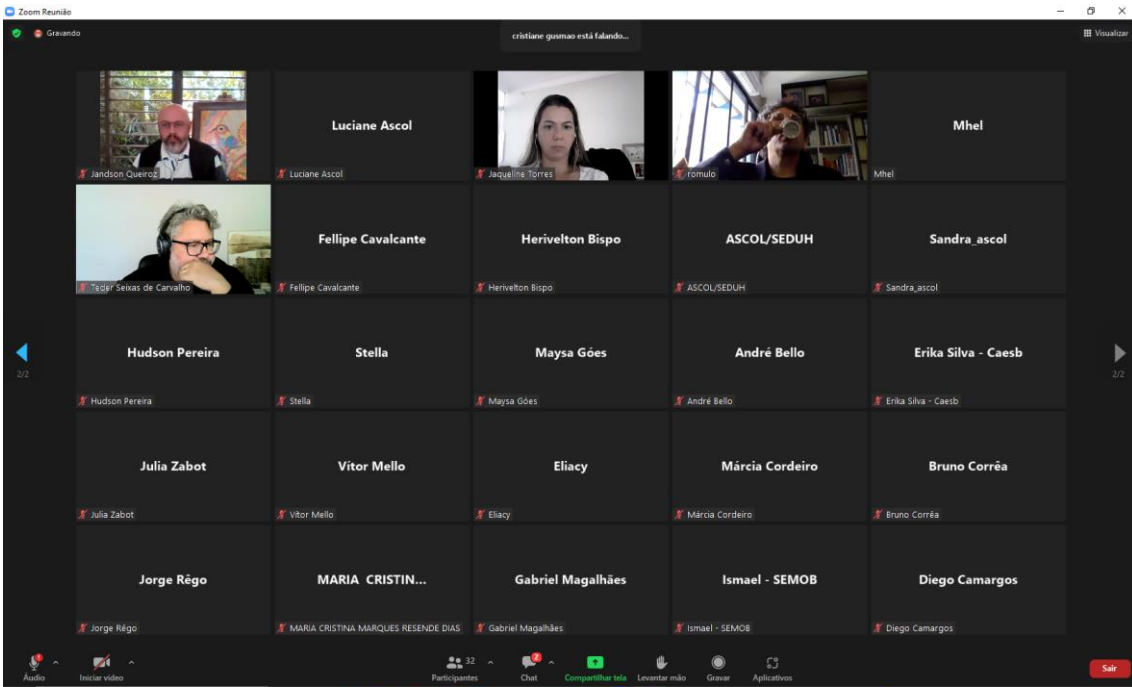 Zoom Reunião
Gravando
cristiane gusmao está falando...
Visualizar
Jandson Queiroz
Luciane Ascol
Luciane Ascol
Jaqueline Torres
romulo
Mhel
Mhel
Teder Seixas de Carvalho
Fellipe Cavalcante
Fellipe Cavalcante
Herivelton Bispo
Herivelton Bispo
ASCOL/SEDUH
ASCOL/SEDUH
Sandra_ascol
Sandra_ascol
2/2
Hudson Pereira
Hudson Pereira
Stella
Stella
Maysa Góes
Maysa Góes
André Bello
André Bello
Erika Silva - Caesb
Erika Silva - Caesb
2/2
Julia Zabot
Julia Zabot
Vítor Mello
Vítor Mello
Eliacy
Eliacy
Márcia Cordeiro
Márcia Cordeiro
Bruno Corrêa
Bruno Corrêa
Jorge Rêgo
Jorge Rêgo
MARIA CRISTIN...
MARIA CRISTINA MARQUES RESENDE DIAS
Gabriel Magalhães
Gabriel Magalhães
Ismael - SEMOB
Ismael - SEMOB
Diego Camargos
Diego Camargos
Áudio
Iniciar vídeo
32
Participantes
2
Chat
Compartilhar tela
Levantar mão
Gravar
Aplicativos
Sair